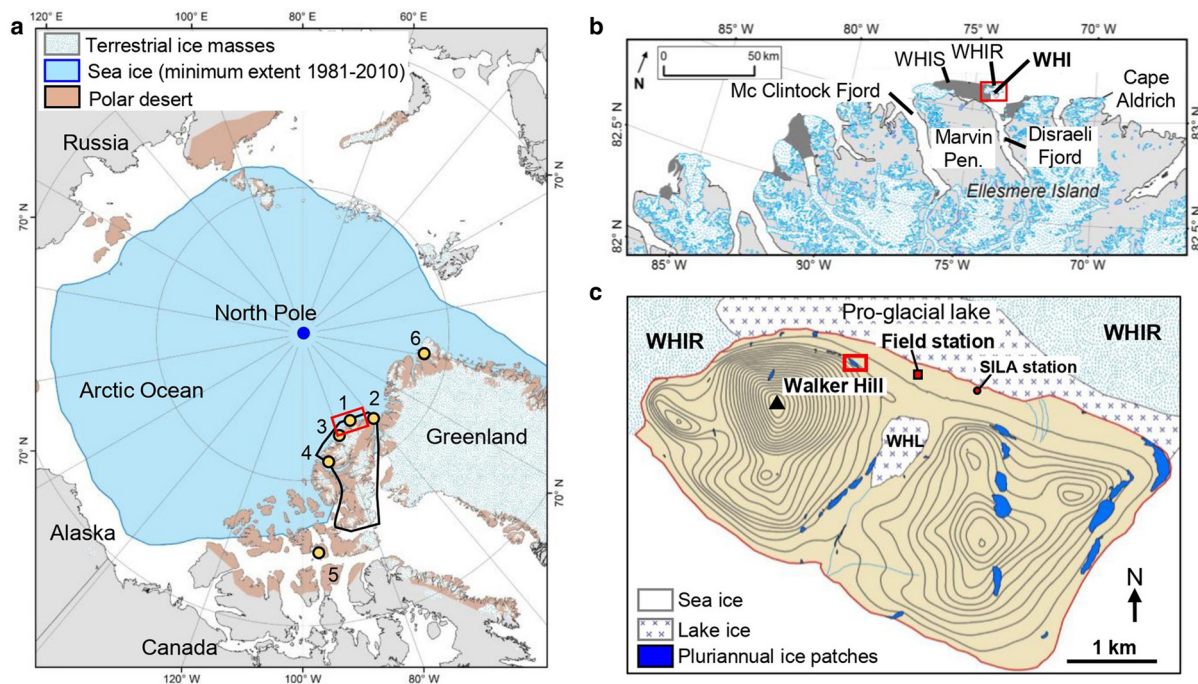 a
120° E
100° E
80° E
60° E
Terrestrial ice masses
Sea ice (minimum extent 1981-2010)
Polar desert
Russia
70° N
70° N
North Pole
6
Arctic Ocean
1
2
3
4
Greenland
70° N
70° N
Alaska
5
Canada
120° W
100° W
80° W
b
85° W
80° W
75° W
70° W
N
0
50 km
WHIS
WHIR
WHI
Mc Clintock Fjord
Cape
Aldrich
82.5° N
83° N
Marvin
Pen.
Disraeli
Fjord
Ellesmere Island
82° N
82.5° N
85° W
80° W
75° W
70° W
c
Pro-glacial lake
WHIR
WHIR
Field station
SILA station
Walker Hill
WHL
Sea ice
Lake ice
Pluriannual ice patches
N
1 km